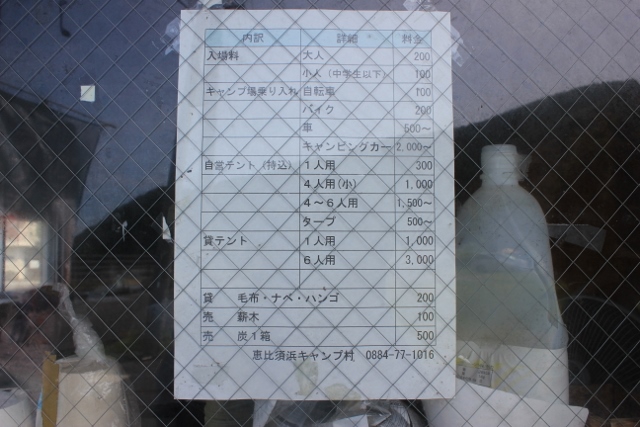 内訳 詳細 料金
入場料 大人 200
小人(中学生以下) 100
キャンプ場乗り入れ 自転車 100
バイク 200
車 500~
キャンピングカー 2,000~
自営テント(持込) 1人用 300
4人用(小) 1,000
4~6人用 1,500~
タープ 500~
貸テント 1人用 1,000
6人用 3,000
貸 毛布・ナベ・ハンゴ 200
売 薪木 100
売 炭1箱 500
恵比須浜キャンプ村 0884-77-1016